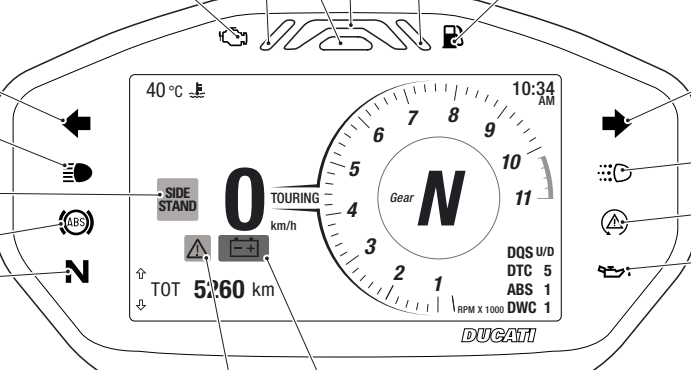 40 °C
10:34
AM
7
8
6
9
5
10
4
11
3
2
1
SIDE
STAND
0
TOURING
km/h
Gear
N
ABS
N
DQS U/D
DTC 5
ABS 1
DWC 1
RPM X 1000
TOT 5260 km
DUCATI